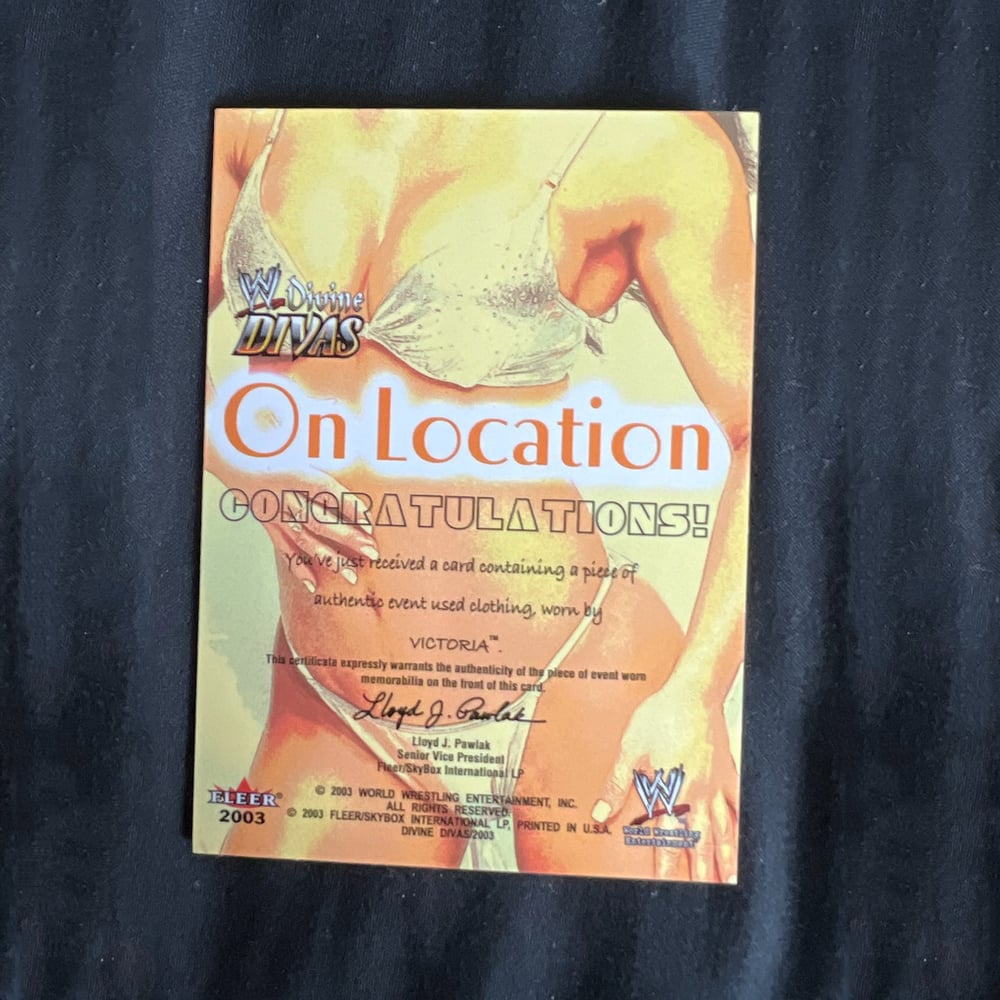 W Divine
DIVAS
On Location
CONGRATULATIONS!
You've just received a card containing a piece of
authentic event used clothing, worn by
VICTORIA™.
This certificate expressly warrants the authenticity of the piece of event worn
memorabilia on the front of this card.
Lloyd J. Pawlak
Lloyd J. Pawlak
Senior Vice President
Fleer/SkyBox International LP
FLEER®
2003
© 2003 WORLD WRESTLING ENTERTAINMENT, INC.
ALL RIGHTS RESERVED.
© 2003 FLEER/SKYBOX INTERNATIONAL LP, PRINTED IN U.S.A.
DIVINE DIVAS/2003
W
World Wrestling
Entertainment